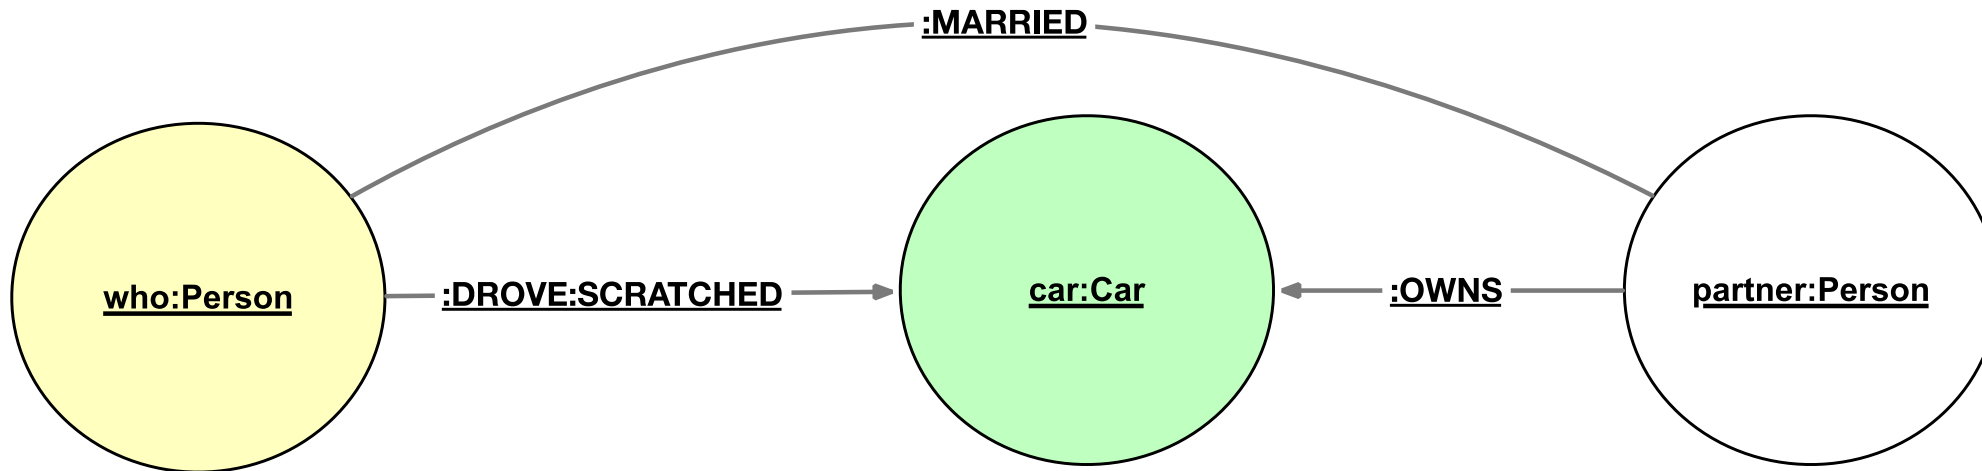 :MARRIED
who:Person
:DROVE:SCRATCHED
car:Car
:OWNS
partner:Person